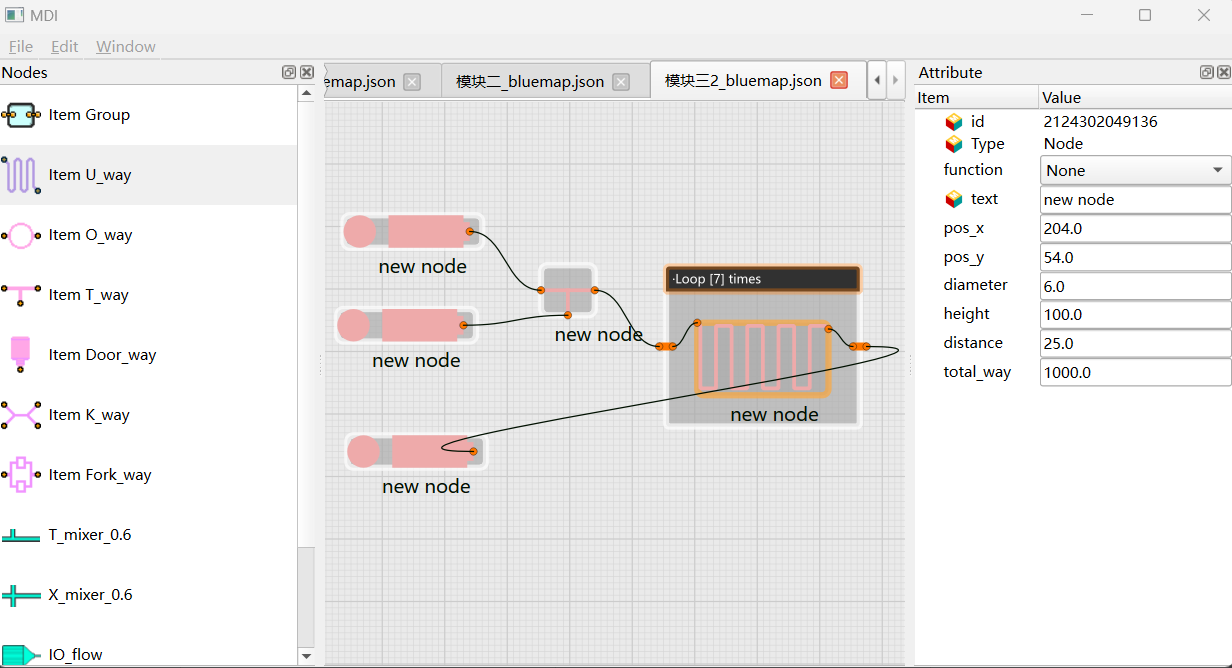 MDI
File Edit Window
Nodes
Item Group
Item U_way
Item O_way
Item T_way
Item Door_way
Item K_way
Item Fork_way
T_mixer_0.6
X_mixer_0.6
IO_flow
emap.json 模块二_bluemap.json 模块三2_bluemap.json
new node
new node
new node
·Loop [7] times
new node
new node
Attribute
Item Value
id 2124302049136
Type Node
function None
text new node
pos_x 204.0
pos_y 54.0
diameter 6.0
height 100.0
distance 25.0
total_way 1000.0